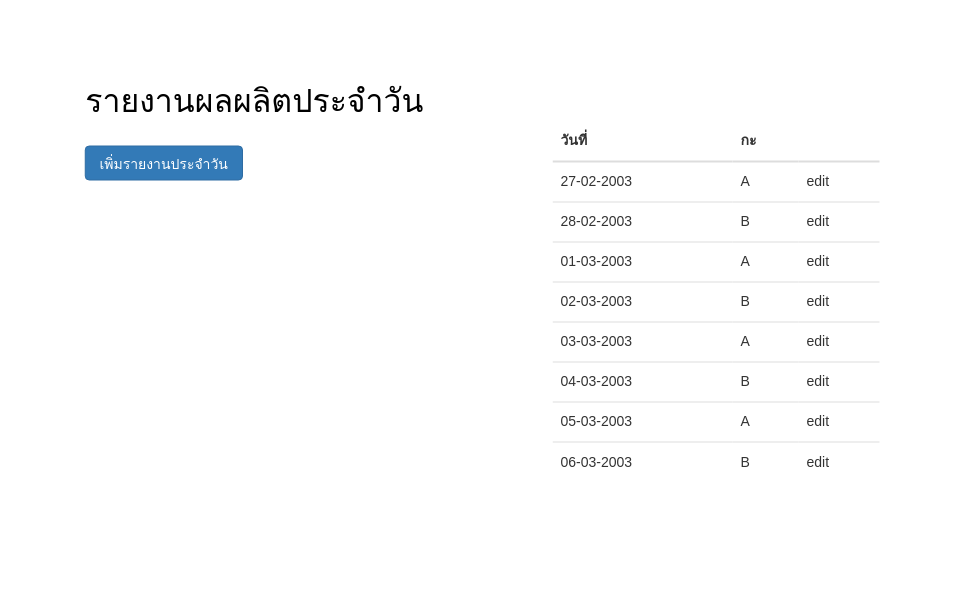 รายงานผลผลิตประจำวัน
เพิ่มรายงานประจำวัน
วันที่ กะ
27-02-2003 A edit
28-02-2003 B edit
01-03-2003 A edit
02-03-2003 B edit
03-03-2003 A edit
04-03-2003 B edit
05-03-2003 A edit
06-03-2003 B edit